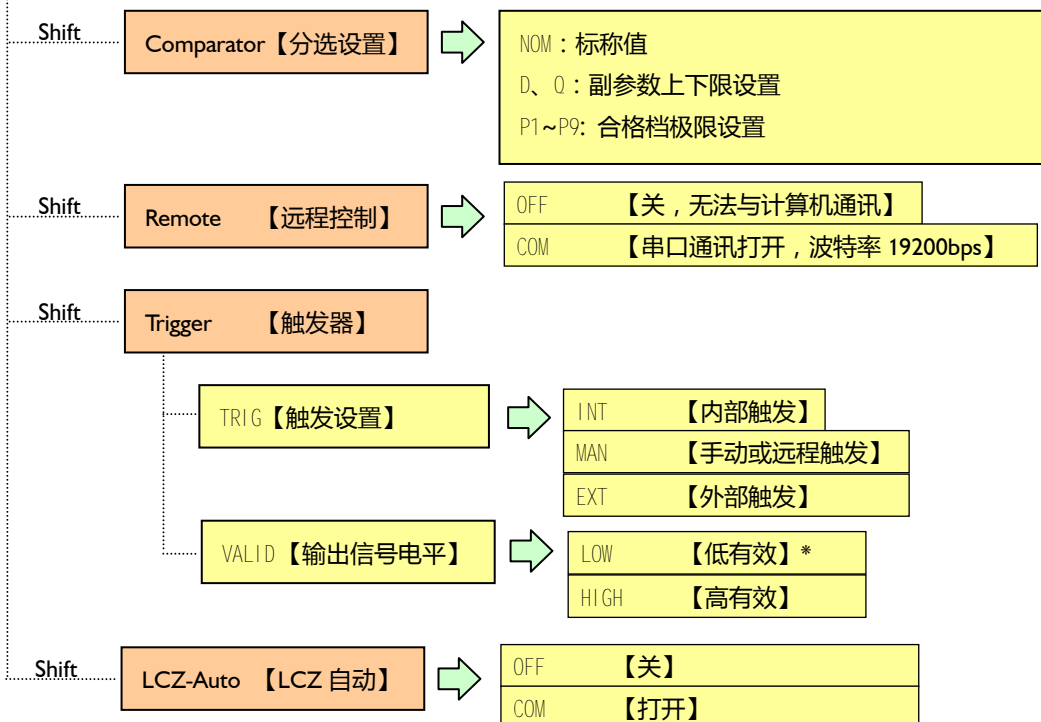 Shift
Comparator【分选设置】
NOM：标称值
D、Q：副参数上下限设置
P1~P9: 合格档极限设置
Shift
Remote 【远程控制】
OFF 【关，无法与计算机通讯】
COM 【串口通讯打开，波特率 19200bps】
Shift
Trigger 【触发器】
TRIG【触发设置】
INT 【内部触发】
MAN 【手动或远程触发】
EXT 【外部触发】
VALID【输出信号电平】
LOW 【低有效】*
HIGH 【高有效】
Shift
LCZ-Auto 【LCZ 自动】
OFF 【关】
COM 【打开】